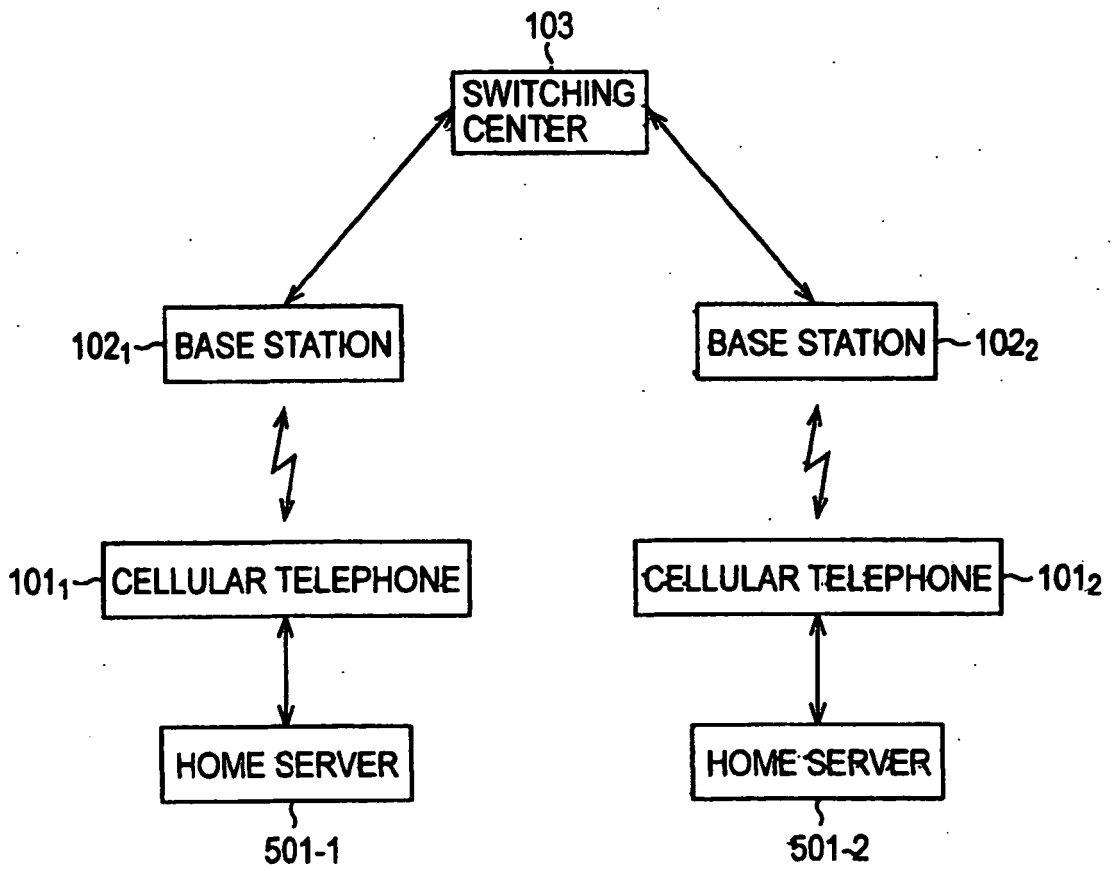 103
SWITCHING
CENTER
102₁ BASE STATION
BASE STATION 102₂
101₁ CELLULAR TELEPHONE
CELLULAR TELEPHONE 101₂
HOME SERVER
HOME SERVER
501-1
501-2